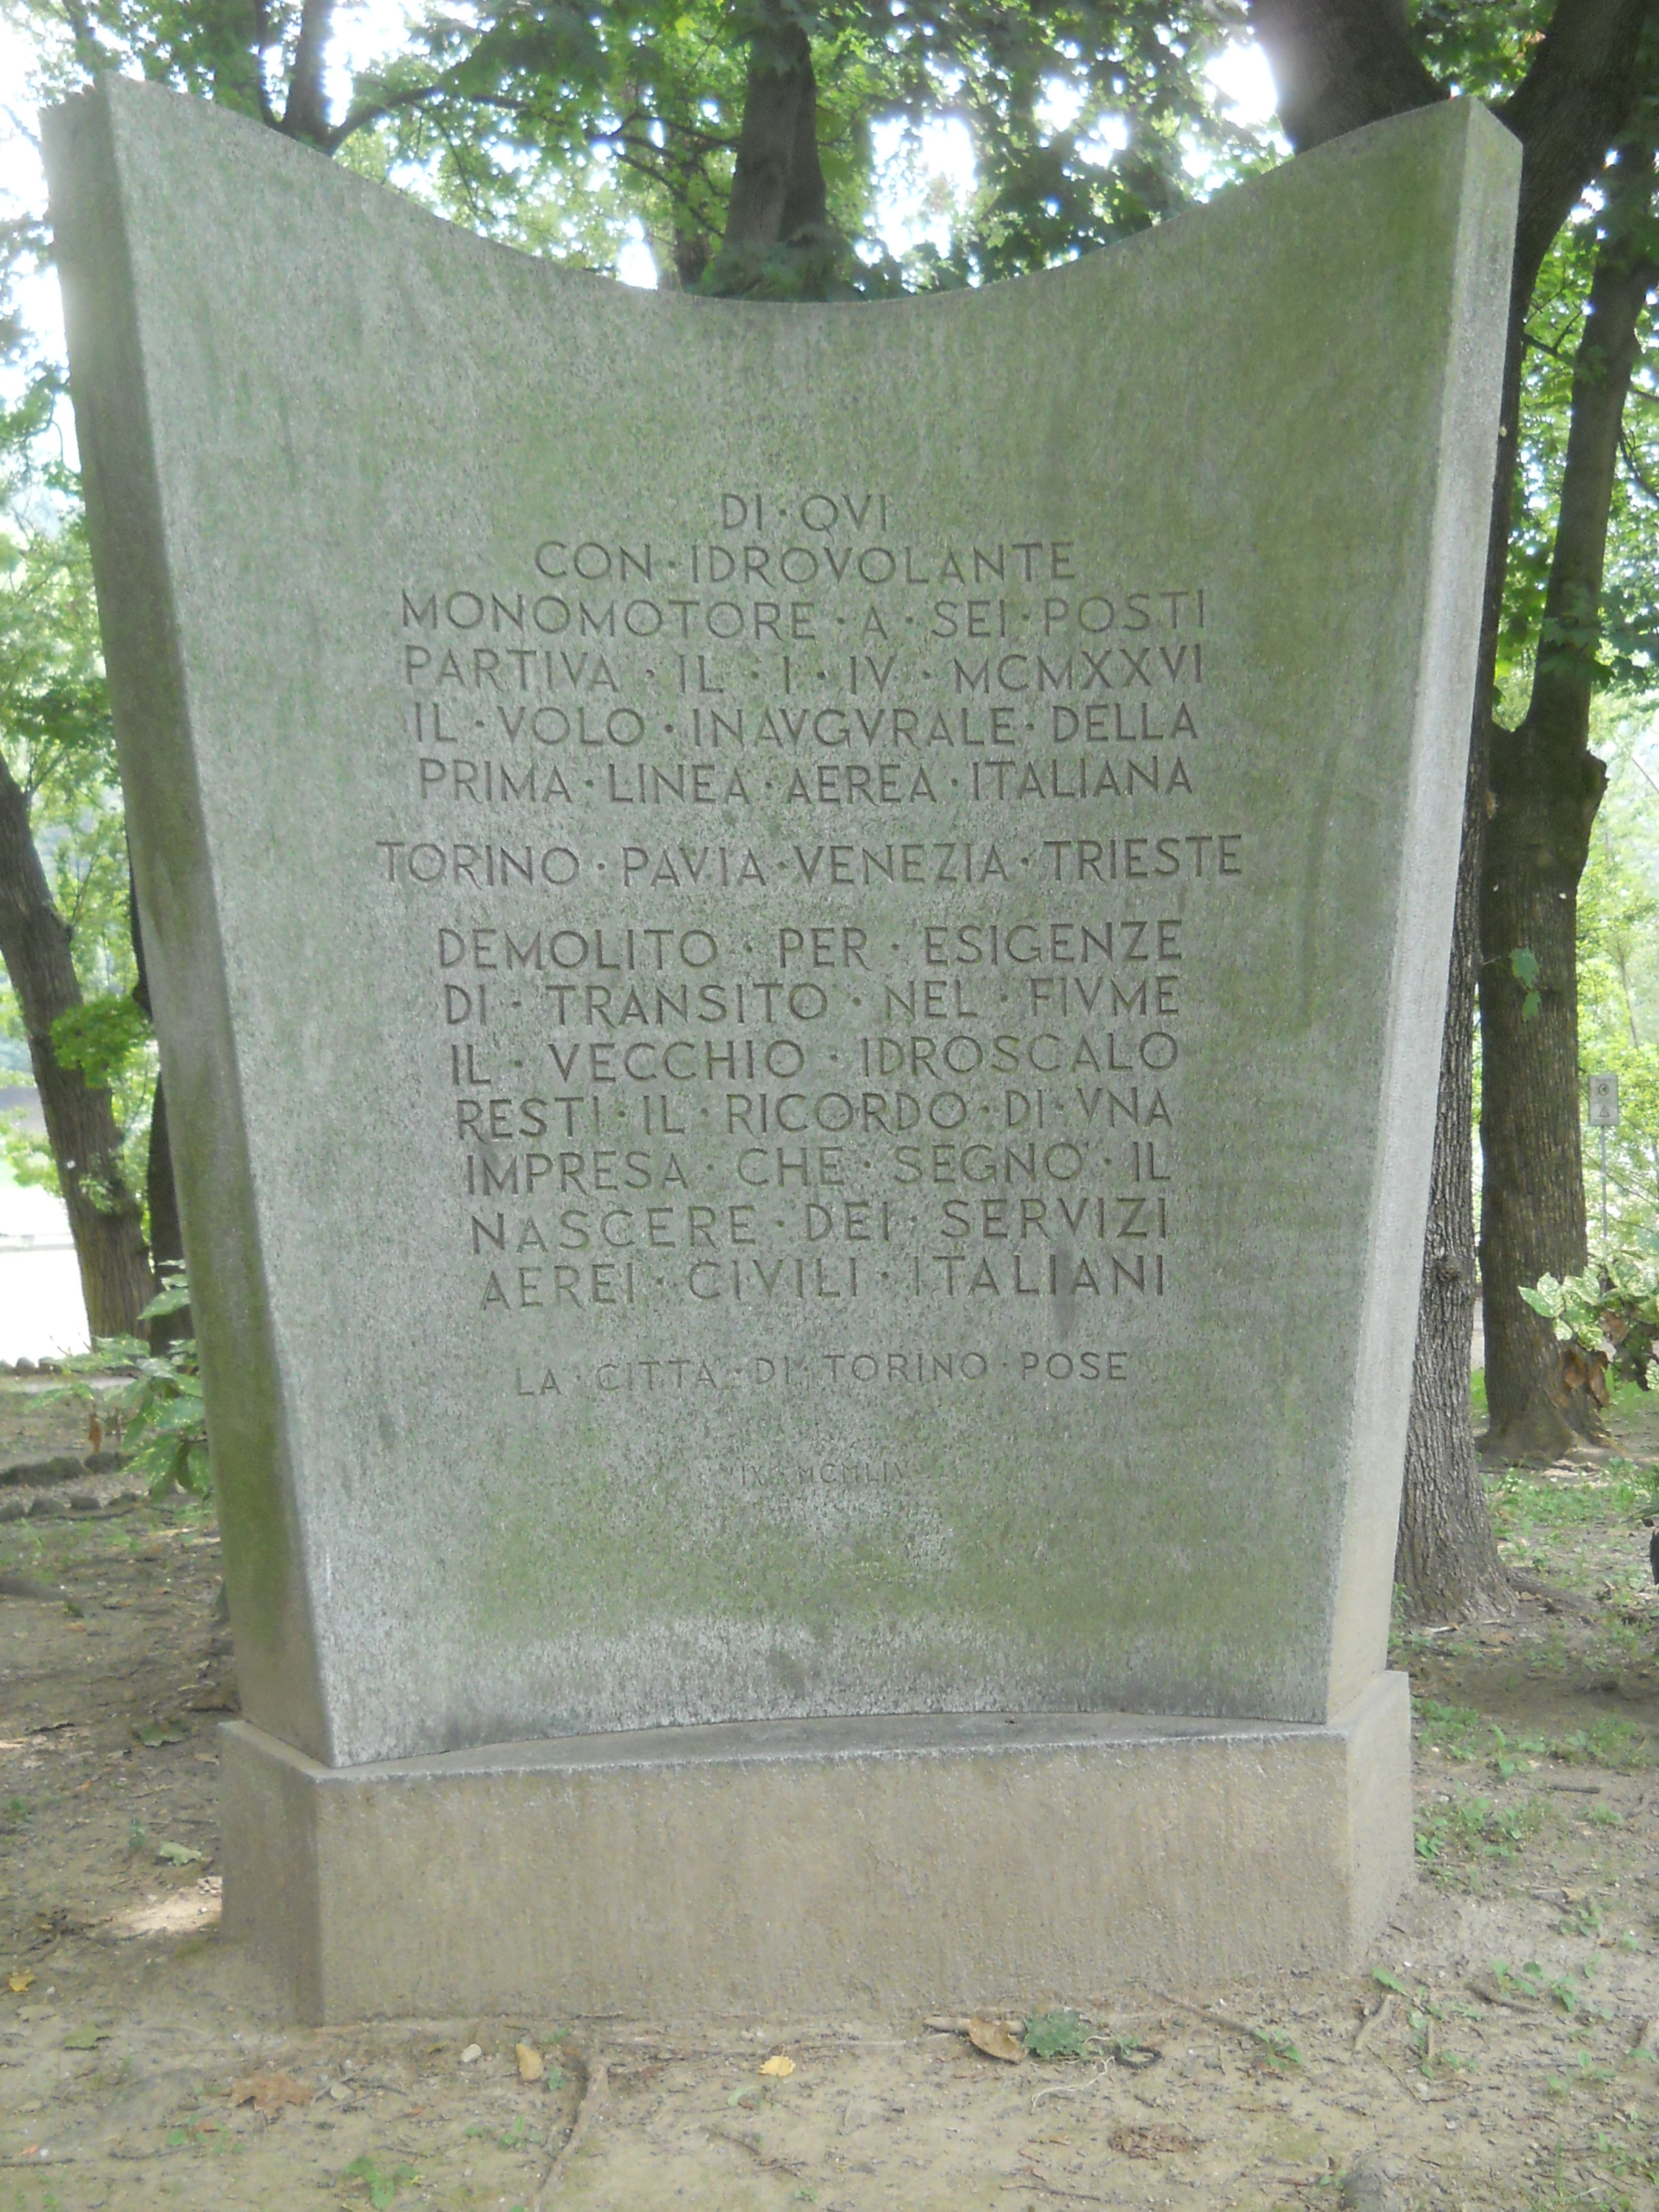 DI · QVI
CON · IDROVOLANTE
MONOMOTORE · A · SEI · POSTI
PARTIVA · IL · I · IV · MCMXXVI
IL · VOLO · INAVGVRALE · DELLA
PRIMA · LINEA · AEREA · ITALIANA
TORINO · PAVIA · VENEZIA · TRIESTE
DEMOLITO · PER · ESIGENZE
DI · TRANSITO · NEL · FIVME
IL · VECCHIO · IDROSCALO
RESTI · IL · RICORDO · DI · VNA
IMPRESA · CHE · SEGNO' · IL
NASCERE · DEI · SERVIZI
AEREI · CIVILI · ITALIANI
LA · CITTA' · DI · TORINO · POSE